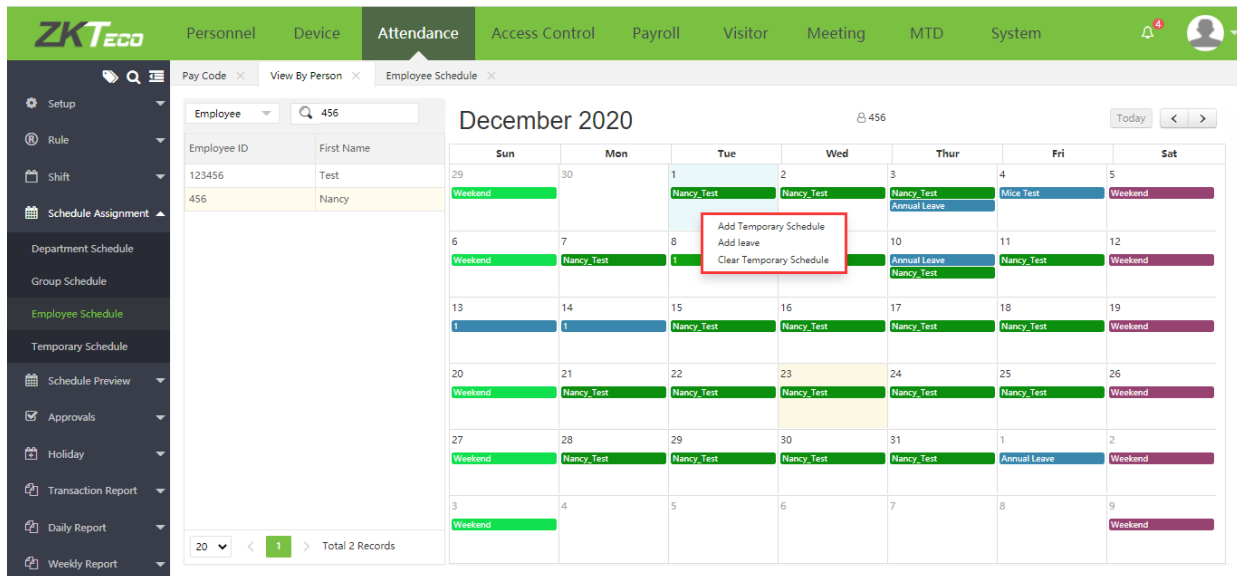 ZKTeco Personnel Device Attendance Access Control Payroll Visitor Meeting MTD System 4
Pay Code × View By Person × Employee Schedule ×
Setup
Rule
Shift
Schedule Assignment
Department Schedule
Group Schedule
Employee Schedule
Temporary Schedule
Schedule Preview
Approvals
Holiday
Transaction Report
Daily Report
Weekly Report
Employee 456
Employee ID First Name
123456 Test
456 Nancy
20 < 1 > Total 2 Records
December 2020 456 Today < >
Sun Mon Tue Wed Thur Fri Sat
29 30 1 2 3 4 5
Weekend Nancy_Test Nancy_Test Nancy_Test Mice Test Weekend
Annual Leave
Add Temporary Schedule
Add leave
Clear Temporary Schedule
6 7 8 10 11 12
Weekend Nancy_Test 1 Annual Leave Nancy_Test Weekend
Nancy_Test
13 14 15 16 17 18 19
1 1 Nancy_Test Nancy_Test Nancy_Test Nancy_Test Weekend
20 21 22 23 24 25 26
Weekend Nancy_Test Nancy_Test Nancy_Test Nancy_Test Nancy_Test Weekend
27 28 29 30 31 1 2
Weekend Nancy_Test Nancy_Test Nancy_Test Nancy_Test Annual Leave Weekend
3 4 5 6 7 8 9
Weekend Weekend